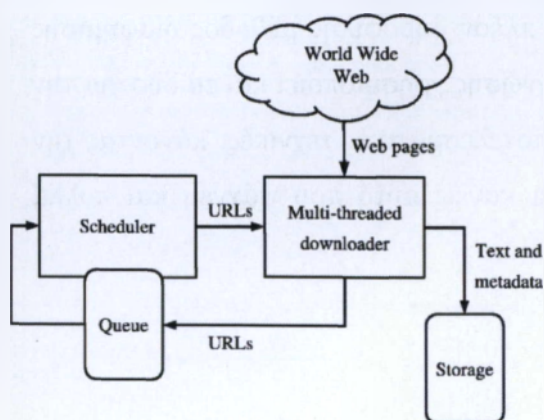 World Wide
Web
Web pages
Scheduler
URLs
Multi-threaded
downloader
Text and
metadata
Queue
URLs
Storage